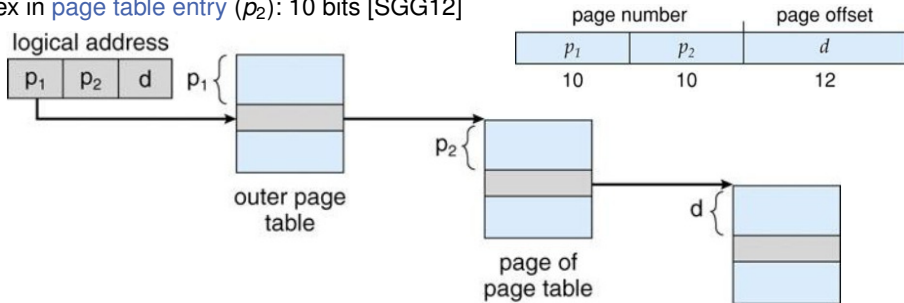 ex in page table entry (p2): 10 bits [SGG12]
page number page offset
p1 p2 d
10 10 12
logical address
p1 p2 d
p1
outer page
table
p2
page of
page table
d